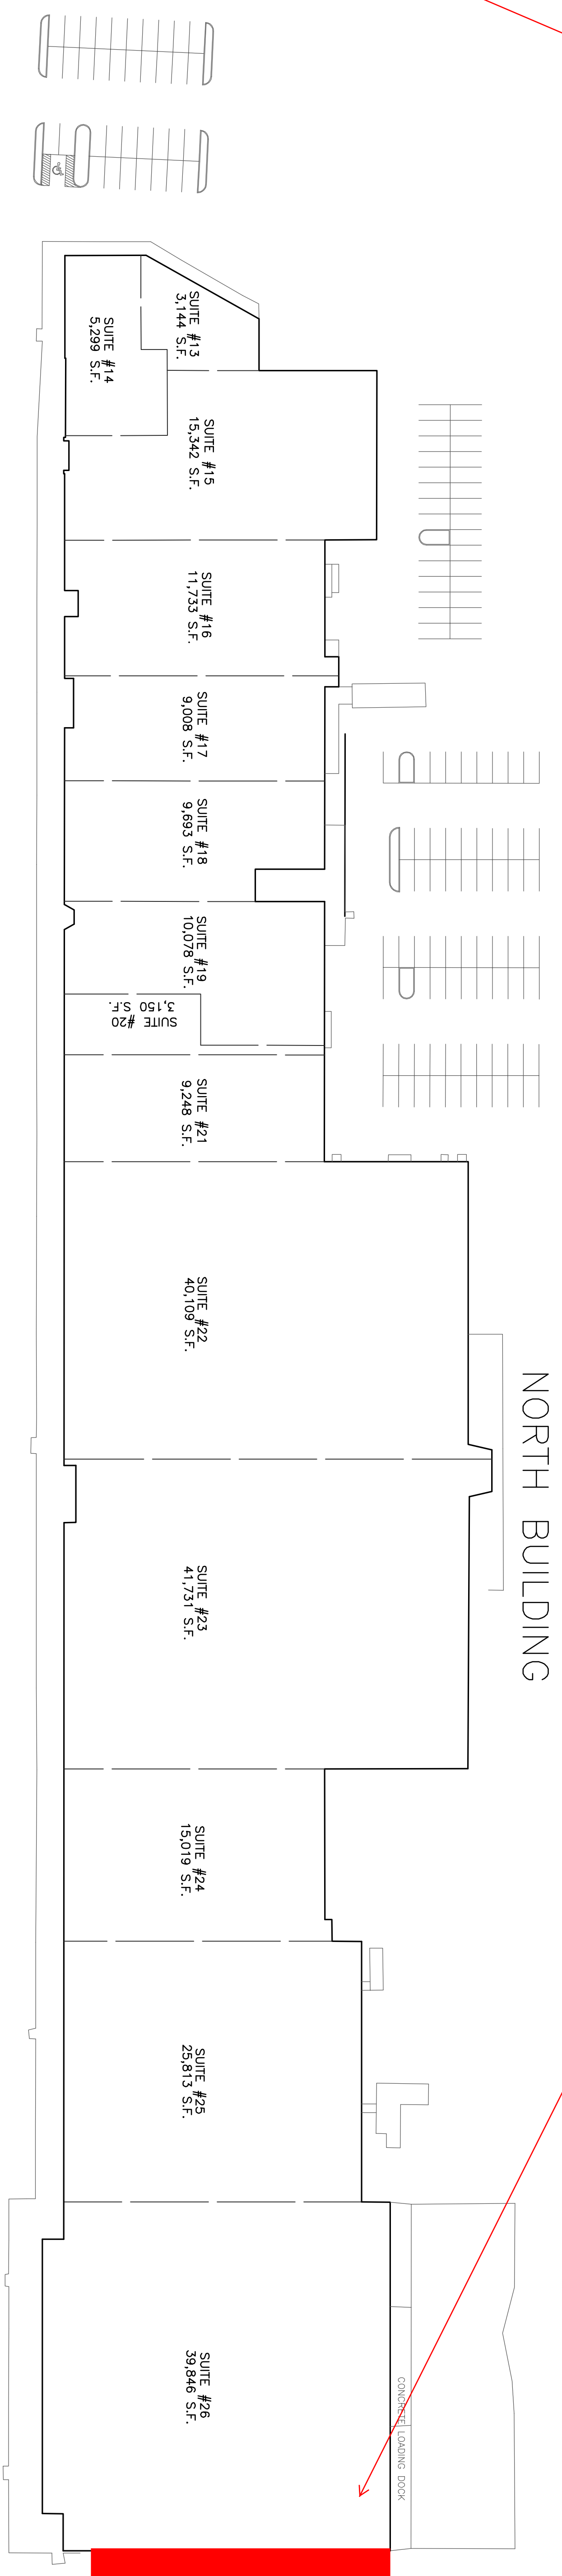 SUITE #13
3,144 S.F.
SUITE #14
5,299 S.F.
SUITE #15
15,342 S.F.
SUITE #16
11,733 S.F.
SUITE #17
9,008 S.F.
SUITE #18
9,693 S.F.
SUITE #19
10,078 S.F.
SUITE #20
3,150 S.F.
SUITE #21
9,248 S.F.
SUITE #22
40,109 S.F.
NORTH BUILDING
SUITE #23
41,731 S.F.
SUITE #24
15,019 S.F.
SUITE #25
25,813 S.F.
SUITE #26
39,846 S.F.
CONCRETE LOADING DOCK